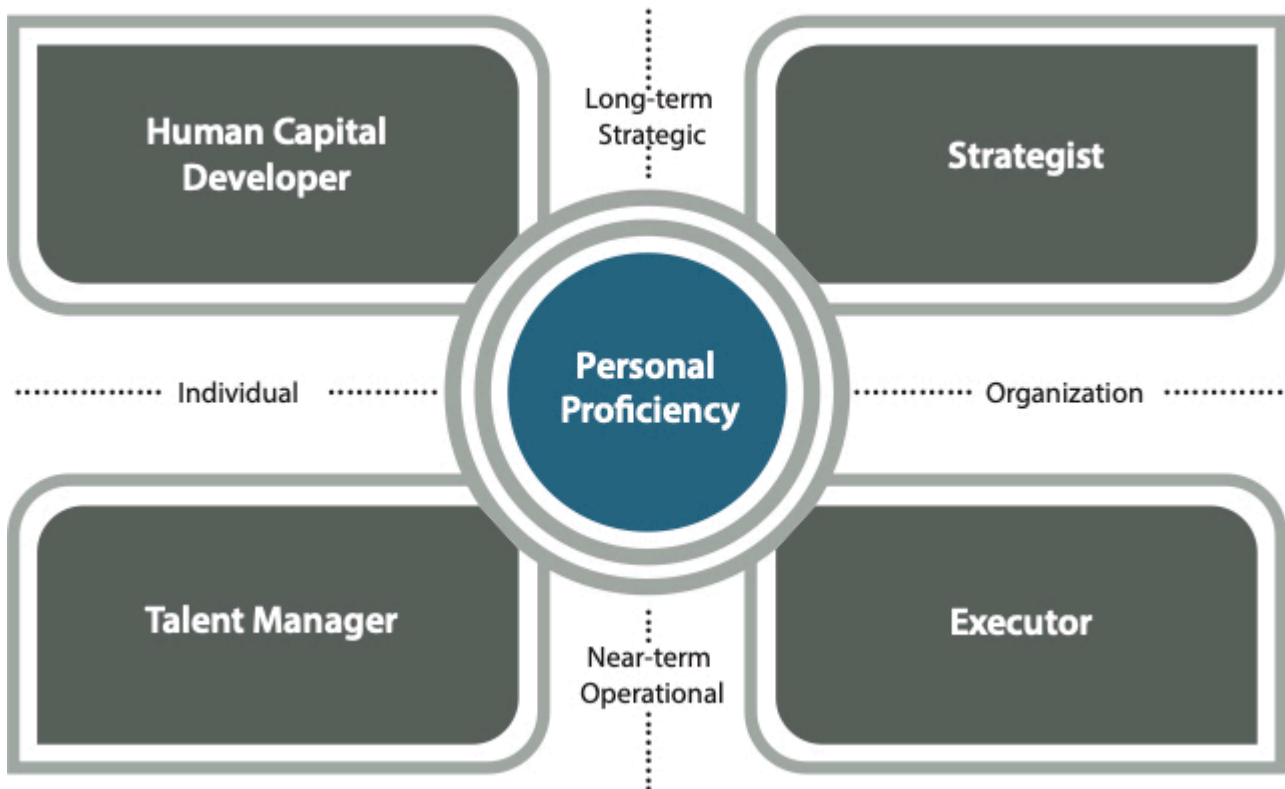 Human Capital
Developer
Long-term
Strategic
Strategist
Individual
Personal
Proficiency
Organization
Talent Manager
Near-term
Operational
Executor